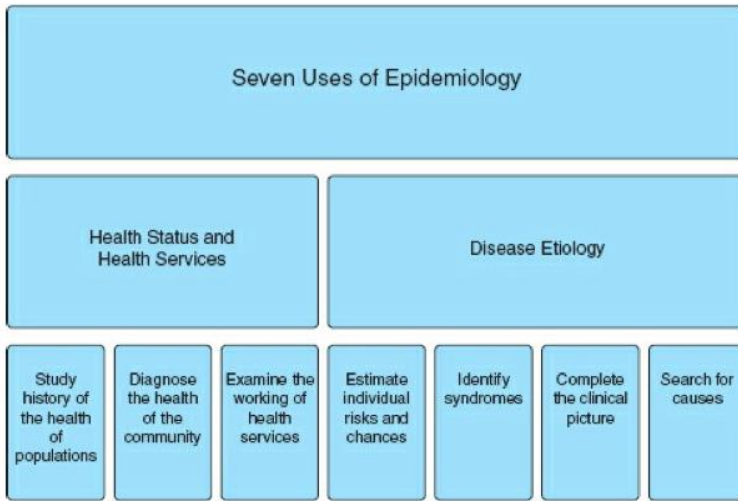 Seven Uses of Epidemiology
Health Status and
Health Services
Disease Etiology
Study
history of
the health
of
populations
Diagnose
the health
of the
community
Examine the
working of
health
services
Estimate
individual
risks and
chances
Identify
syndromes
Complete
the clinical
picture
Search for
causes